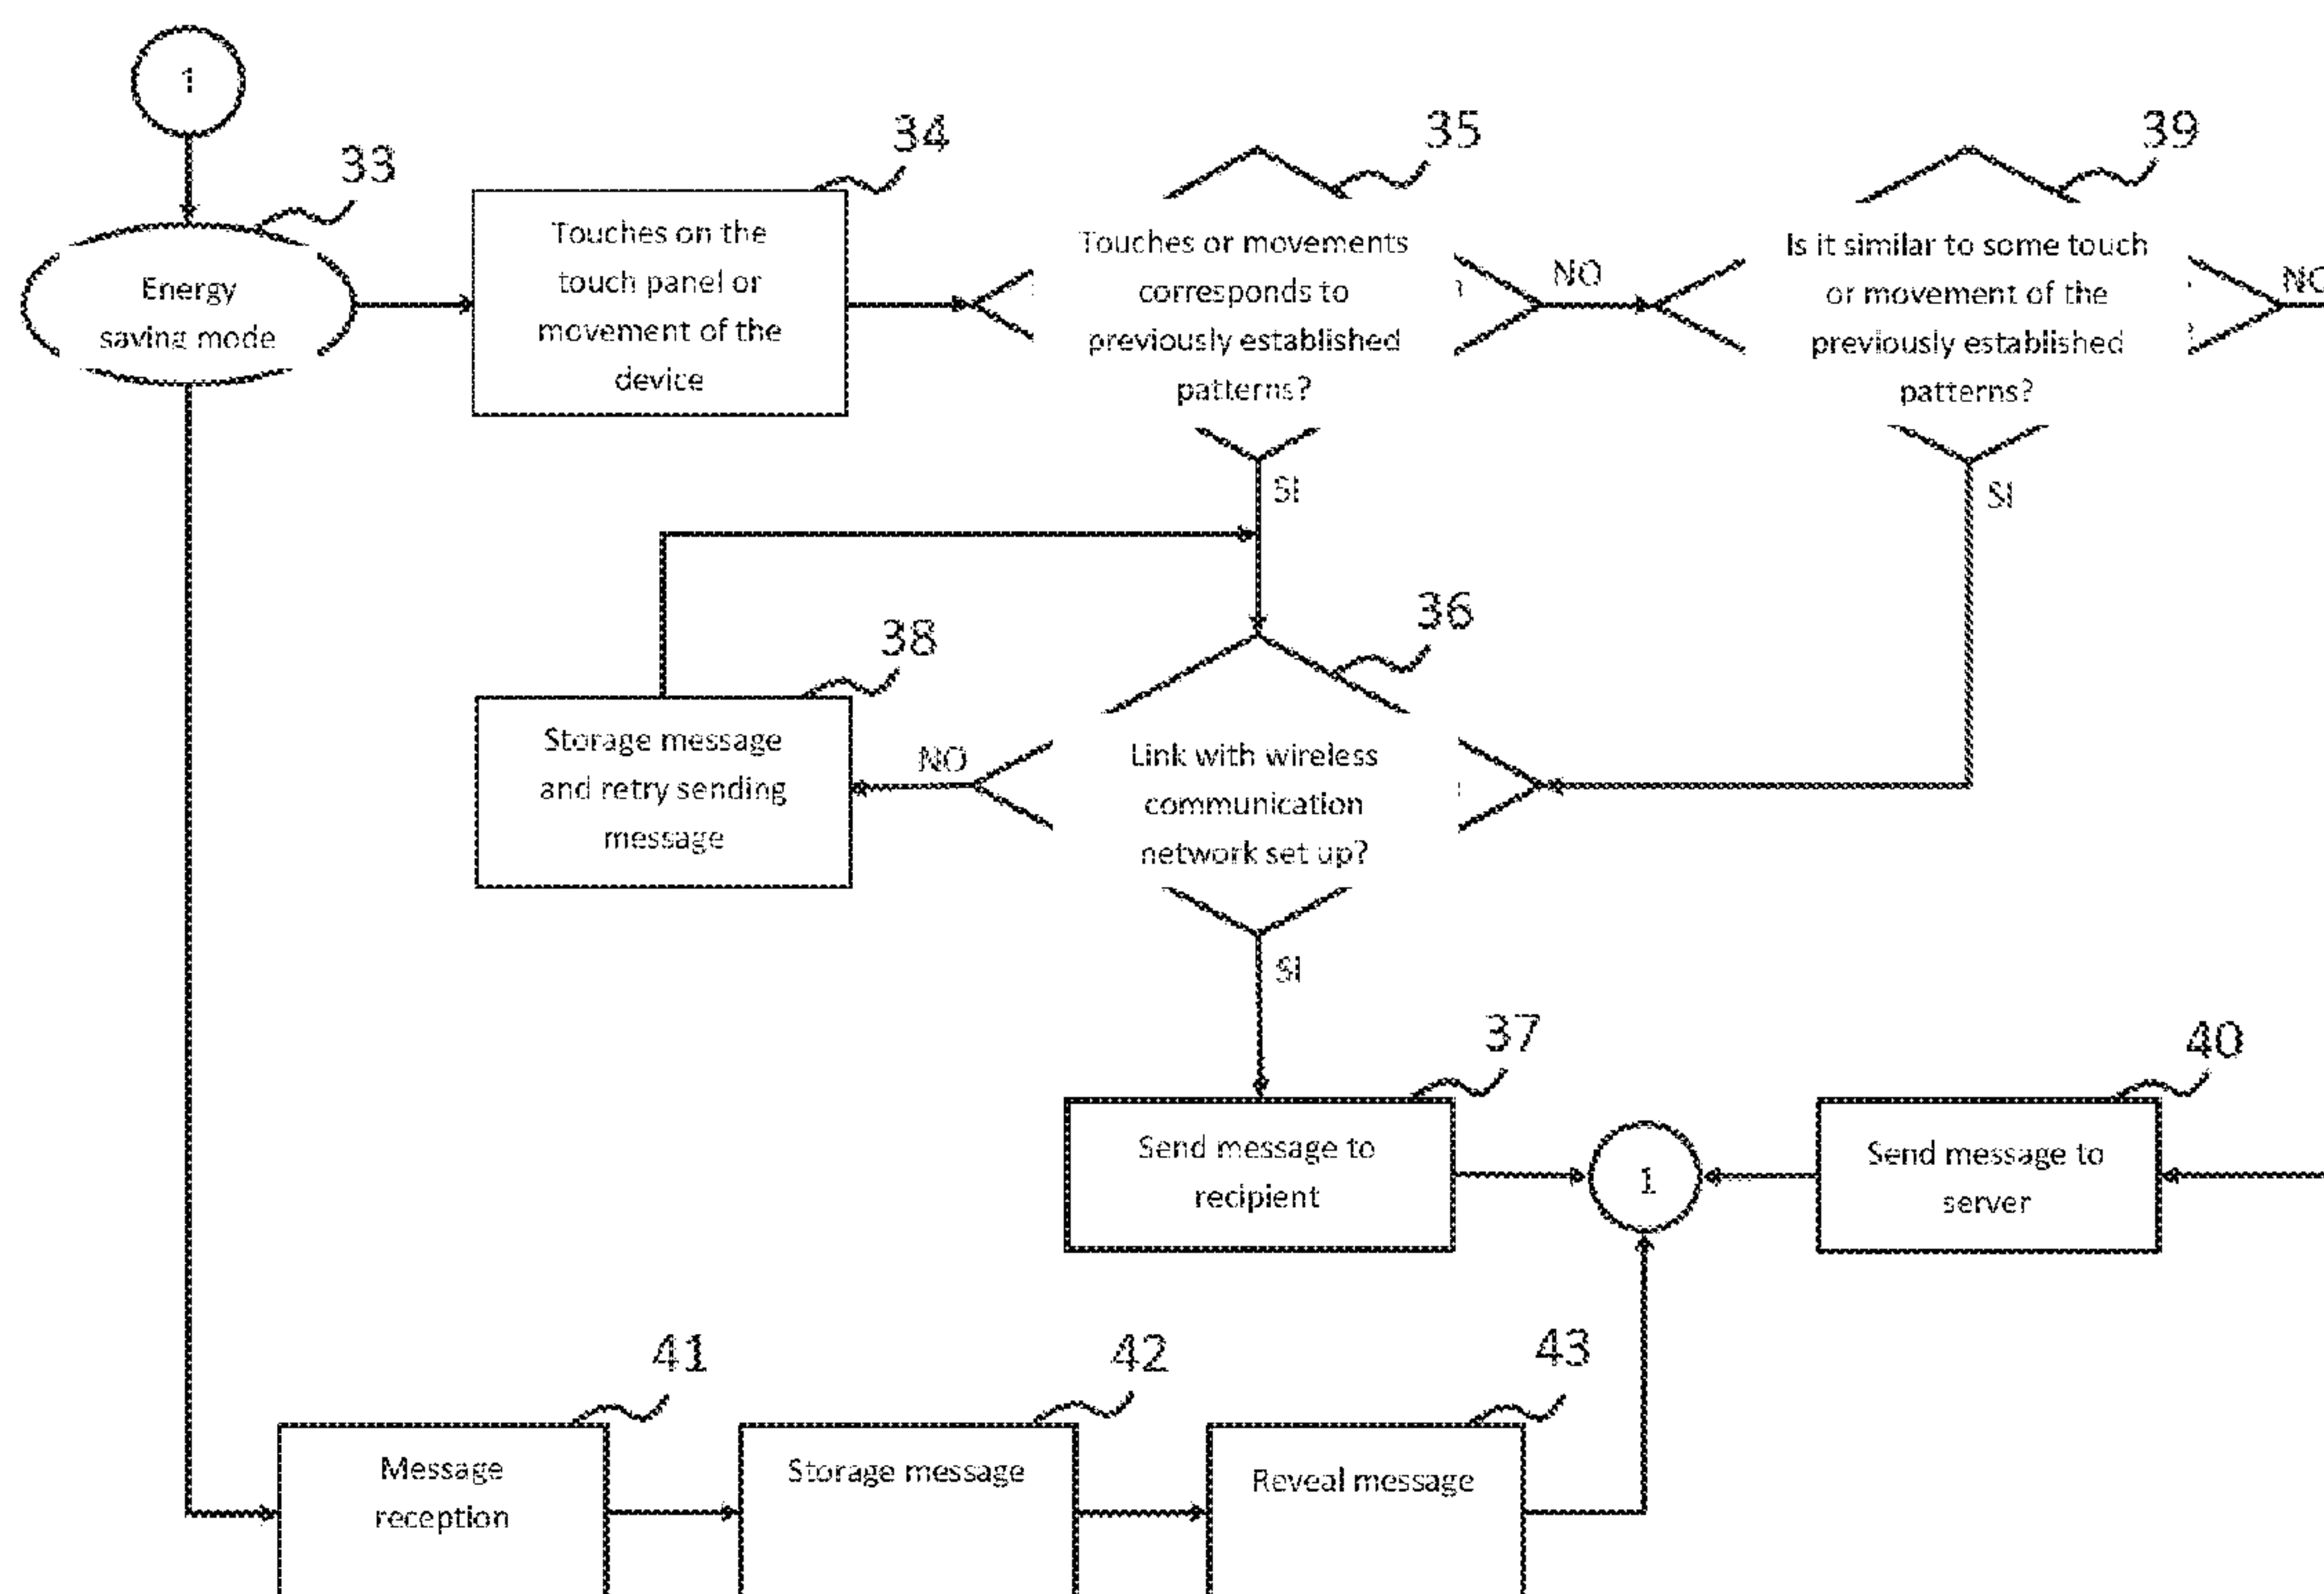 1
33
34
35
39
Energy
saving mode
Touches on the
touch panel or
movement of the
device
Touches or movements
corresponds to
previously established
patterns?
NO
Is it similar to some touch
or movement of the
previously established
patterns?
NO
SI
SI
38
36
Storage message
and retry sending
message
NO
Link with wireless
communication
network set up?
SI
37
40
Send message to
recipient
1
Send message to
server
41
42
43
Message
reception
Storage message
Reveal message